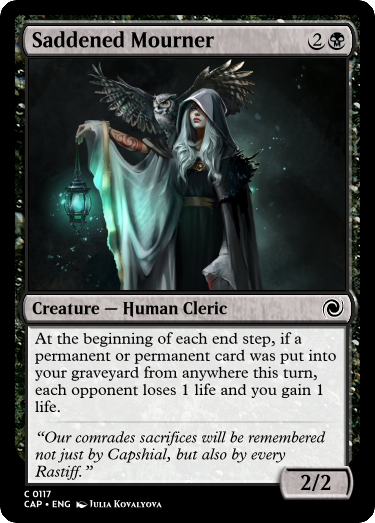 Saddened Mourner 2
Creature — Human Cleric
At the beginning of each end step, if a
permanent or permanent card was put into
your graveyard from anywhere this turn,
each opponent loses 1 life and you gain 1
life.
“Our comrades sacrifices will be remembered
not just by Capshial, but also by every
Rastiff.”
2/2
C 0117
CAP • ENG Julia Kovalyova